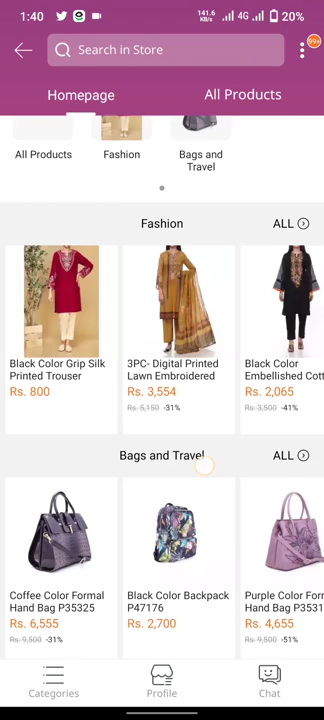 1:40
141.6 KB/s 4G 20%
Search in Store
99+
Homepage All Products
All Products Fashion Bags and
Travel
Fashion ALL
Black Color Grip Silk
Printed Trouser
Rs. 800
3PC- Digital Printed
Lawn Embroidered
Rs. 3,554
Rs. 5,150 -31%
Black Color
Embellished Cott
Rs. 2,065
Rs. 3,500 -41%
Bags and Travel ALL
Coffee Color Formal
Hand Bag P35325
Rs. 6,555
Rs. 9,500 -31%
Black Color Backpack
P47176
Rs. 2,700
Purple Color Forr
Hand Bag P3531
Rs. 4,655
Rs. 9,500 -51%
Categories Profile Chat